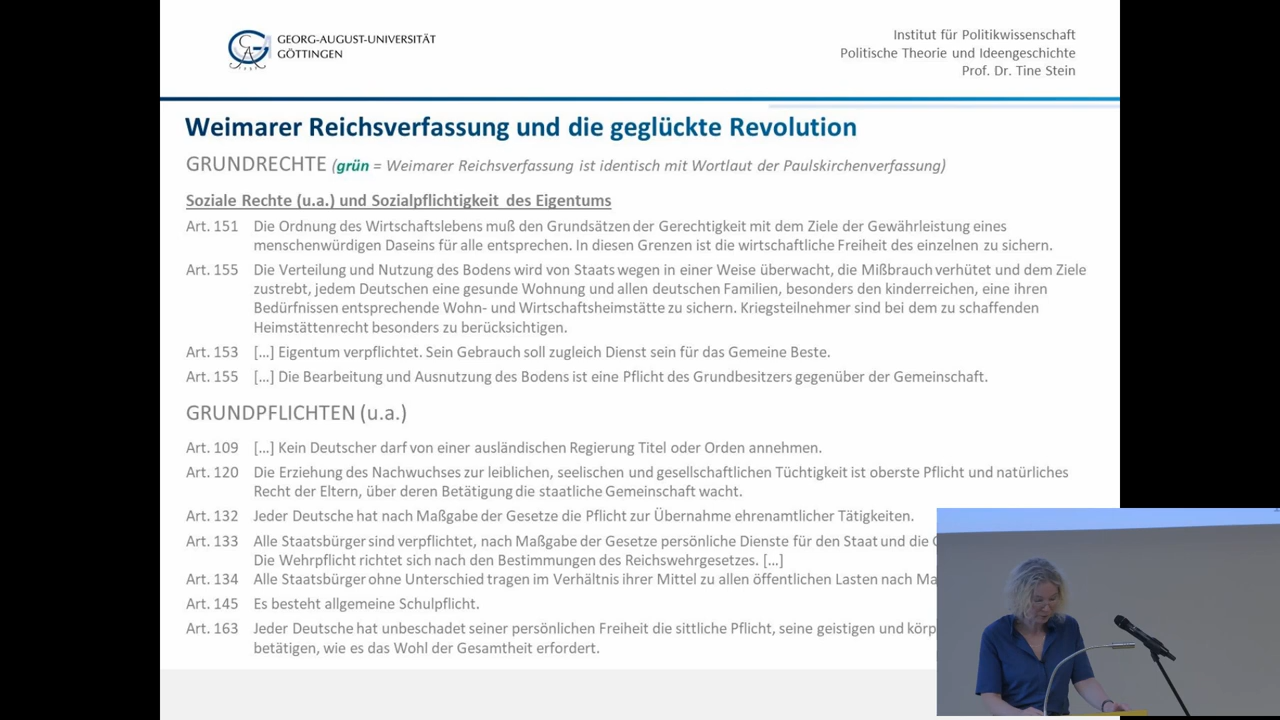 GEORG-AUGUST-UNIVERSITÄT
GÖTTINGEN
Institut für Politikwissenschaft
Politische Theorie und Ideengeschichte
Prof. Dr. Tine Stein
Weimarer Reichsverfassung und die geglückte Revolution
GRUNDRECHTE (grün = Weimarer Reichsverfassung ist identisch mit Wortlaut der Paulskirchenverfassung)
Soziale Rechte (u.a.) und Sozialpflichtigkeit des Eigentums
Art. 151 Die Ordnung des Wirtschaftslebens muß den Grundsätzen der Gerechtigkeit mit dem Ziele der Gewährleistung eines
menschenwürdigen Daseins für alle entsprechen. In diesen Grenzen ist die wirtschaftliche Freiheit des einzelnen zu sichern.
Art. 155 Die Verteilung und Nutzung des Bodens wird von Staats wegen in einer Weise überwacht, die Mißbrauch verhütet und dem Ziele
zustrebt, jedem Deutschen eine gesunde Wohnung und allen deutschen Familien, besonders den kinderreichen, eine ihren
Bedürfnissen entsprechende Wohn- und Wirtschaftsheimstätte zu sichern. Kriegsteilnehmer sind bei dem zu schaffenden
Heimstättenrecht besonders zu berücksichtigen.
Art. 153 [...] Eigentum verpflichtet. Sein Gebrauch soll zugleich Dienst sein für das Gemeine Beste.
Art. 155 [...] Die Bearbeitung und Ausnutzung des Bodens ist eine Pflicht des Grundbesitzers gegenüber der Gemeinschaft.
GRUNDPFLICHTEN (u.a.)
Art. 109 [...] Kein Deutscher darf von einer ausländischen Regierung Titel oder Orden annehmen.
Art. 120 Die Erziehung des Nachwuchses zur leiblichen, seelischen und gesellschaftlichen Tüchtigkeit ist oberste Pflicht und natürliches
Recht der Eltern, über deren Betätigung die staatliche Gemeinschaft wacht.
Art. 132 Jeder Deutsche hat nach Maßgabe der Gesetze die Pflicht zur Übernahme ehrenamtlicher Tätigkeiten.
Art. 133 Alle Staatsbürger sind verpflichtet, nach Maßgabe der Gesetze persönliche Dienste für den Staat und die
Die Wehrpflicht richtet sich nach den Bestimmungen des Reichswehrgesetzes. [...]
Art. 134 Alle Staatsbürger ohne Unterschied tragen im Verhältnis ihrer Mittel zu allen öffentlichen Lasten nach
Art. 145 Es besteht allgemeine Schulpflicht.
Art. 163 Jeder Deutsche hat unbeschadet seiner persönlichen Freiheit die sittliche Pflicht, seine geistigen und
betätigen, wie es das Wohl der Gesamtheit erfordert.